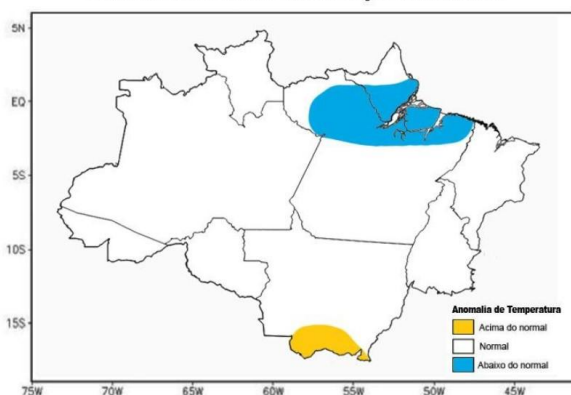 5N
EQ
5S
10S
15S
75W 70W 65W 60W 55W 50W 45W
Anomalia de Temperatura
Acima do normal
Normal
Abaixo do normal